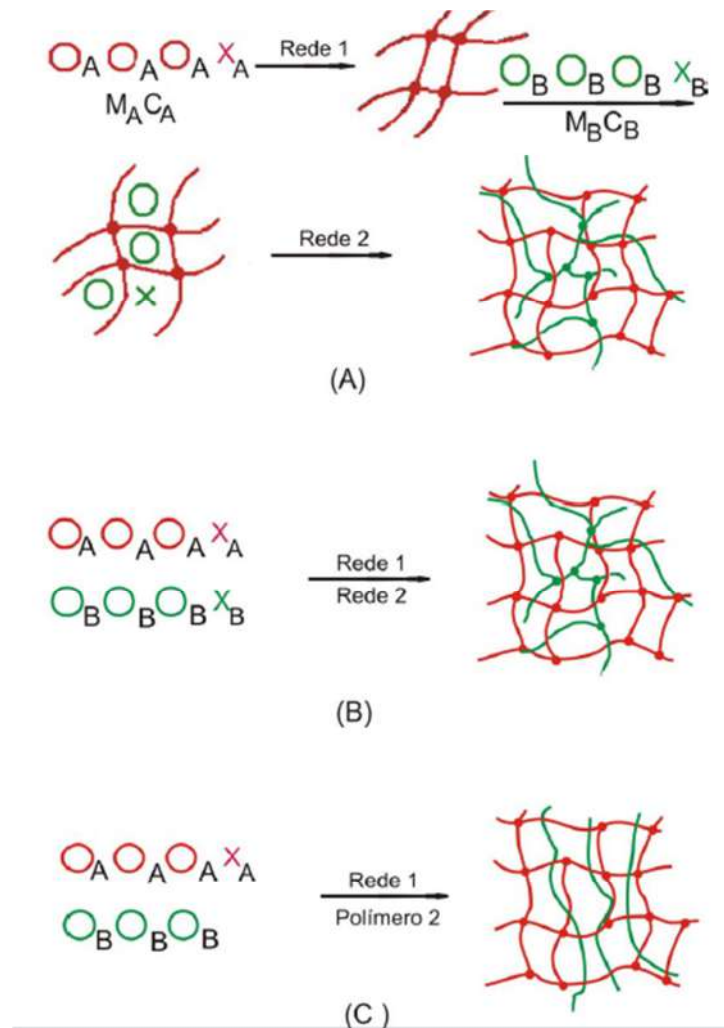 A A A X A Rede 1 B B B X B
M A C A M B C B
Rede 2
(A)
A A A X A Rede 1
B B B X B Rede 2
(B)
A A A X A Rede 1
B B B Polímero 2
(C )